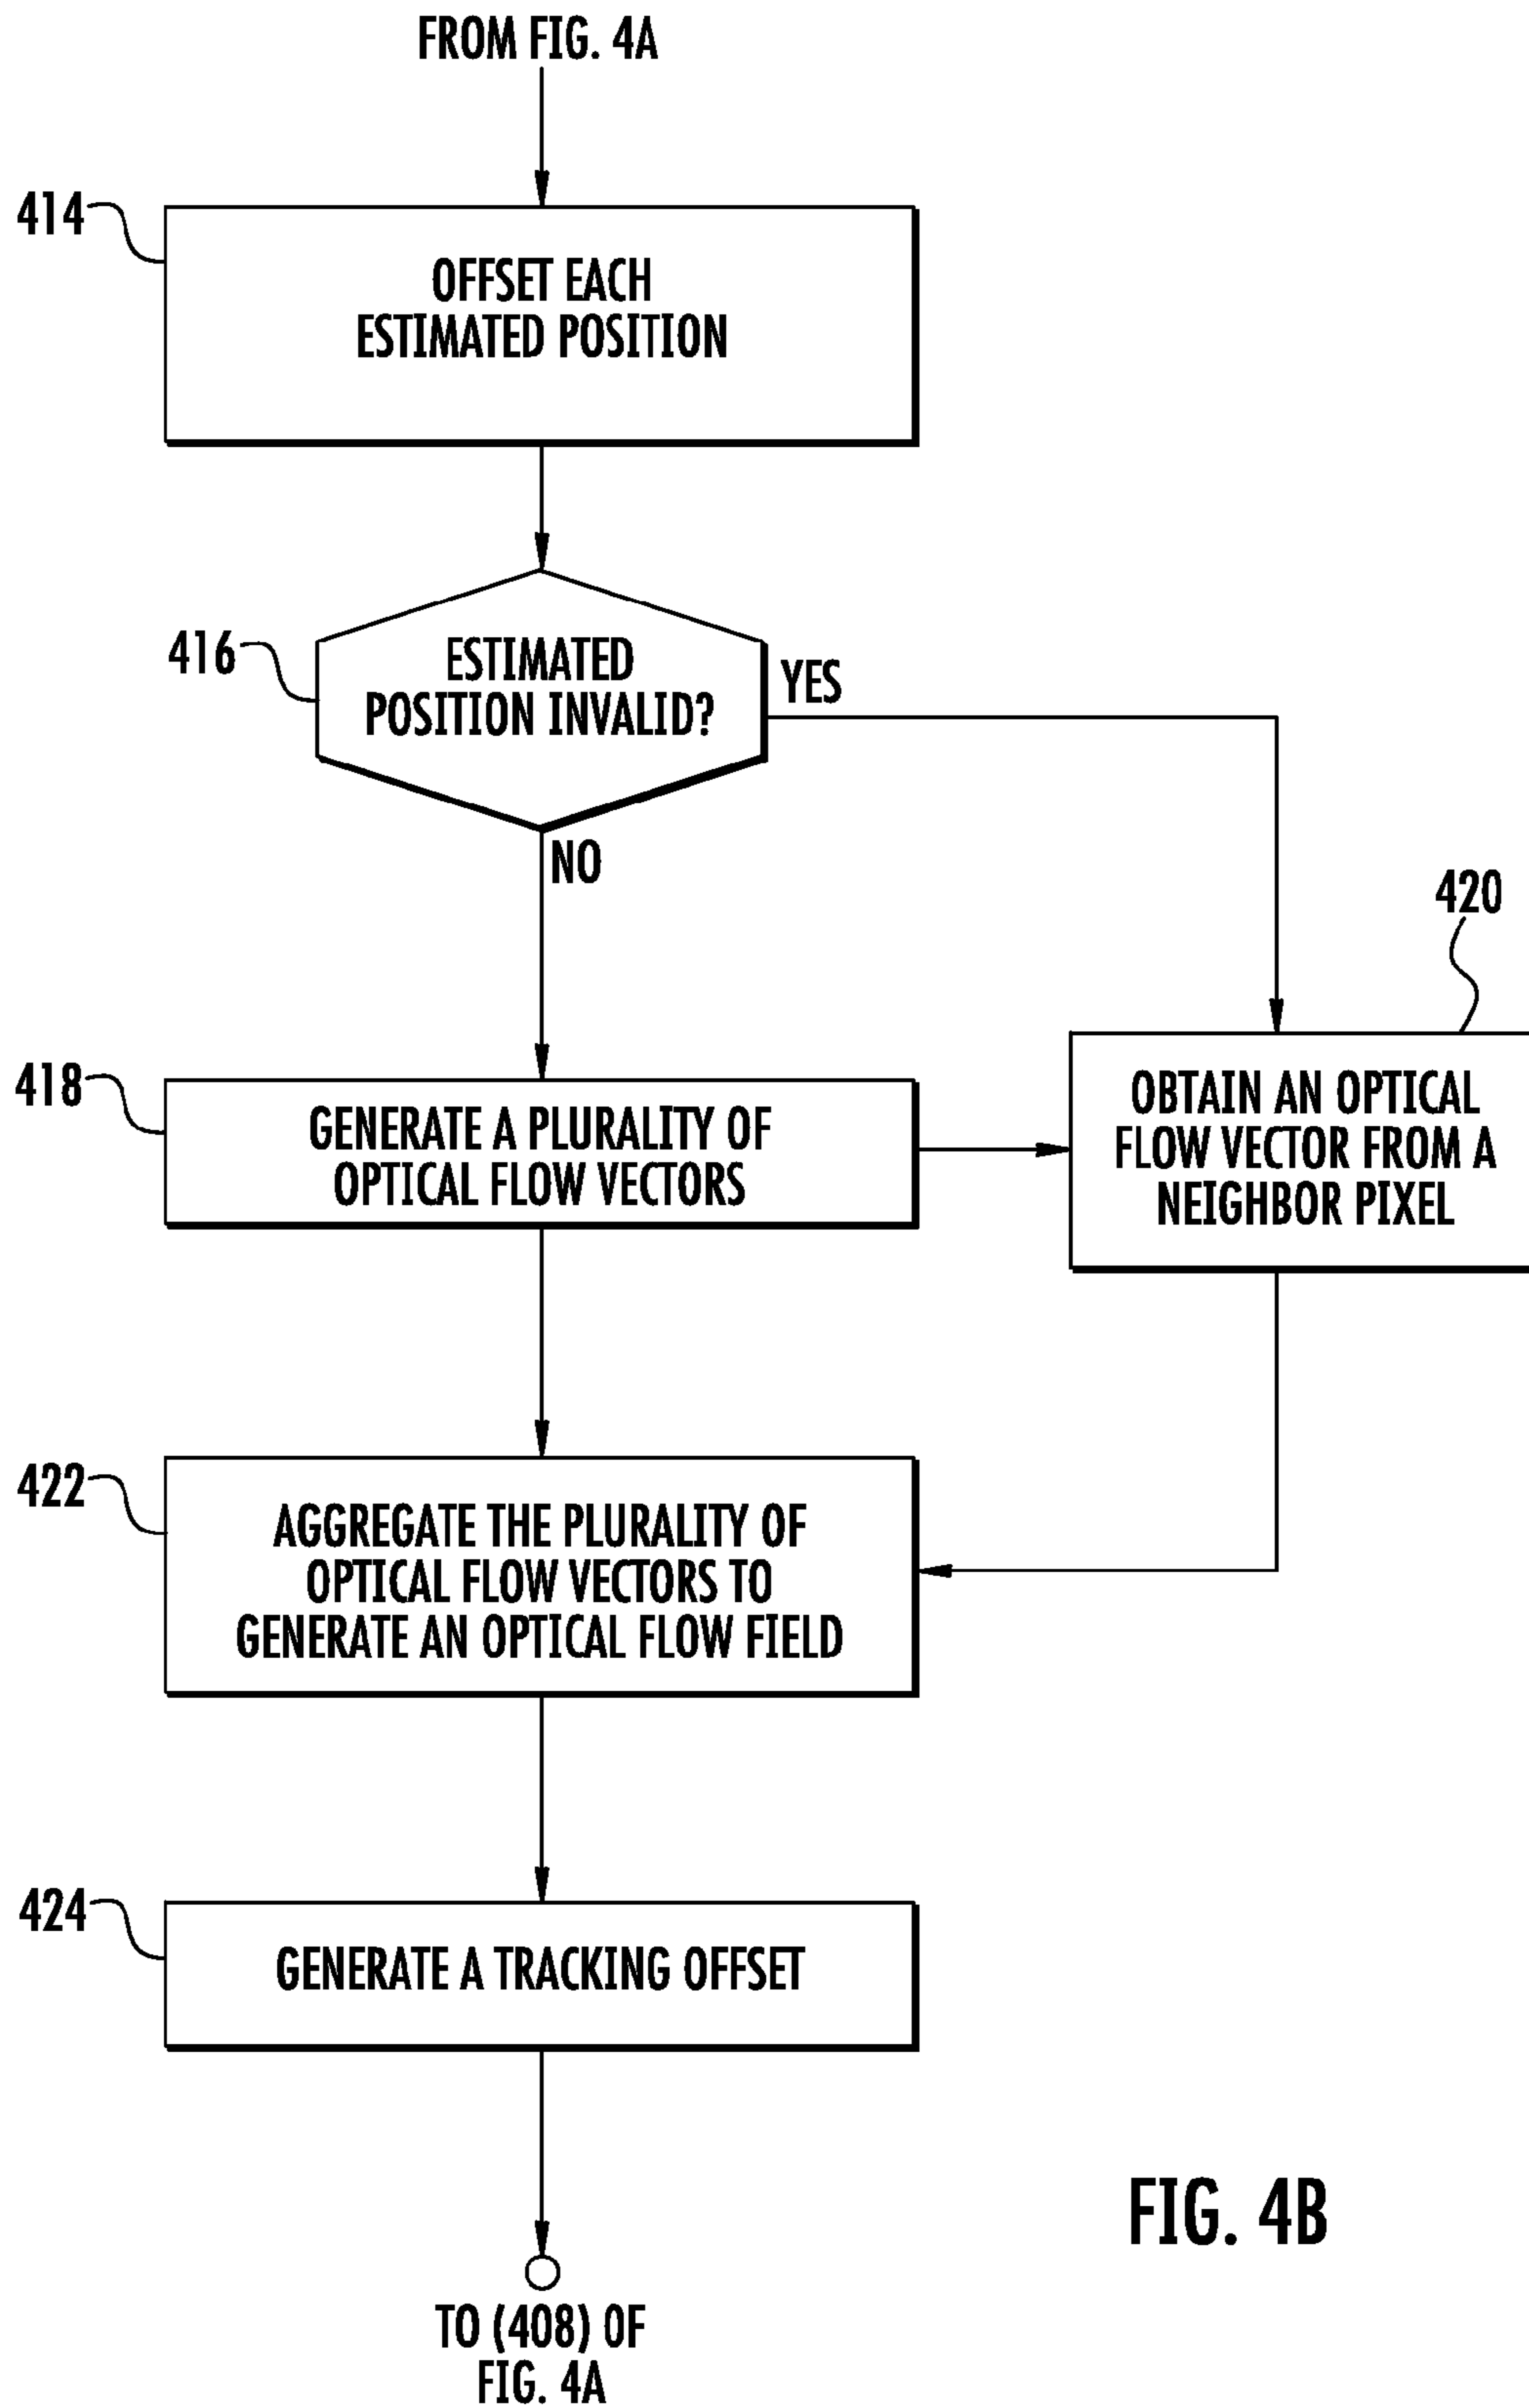 FROM FIG. 4A
414
OFFSET EACH
ESTIMATED POSITION
416
ESTIMATED
POSITION INVALID?
YES
NO
420
418
GENERATE A PLURALITY OF
OPTICAL FLOW VECTORS
OBTAIN AN OPTICAL
FLOW VECTOR FROM A
NEIGHBOR PIXEL
422
AGGREGATE THE PLURALITY OF
OPTICAL FLOW VECTORS TO
GENERATE AN OPTICAL FLOW FIELD
424
GENERATE A TRACKING OFFSET
FIG. 4B
TO (408) OF
FIG. 4A